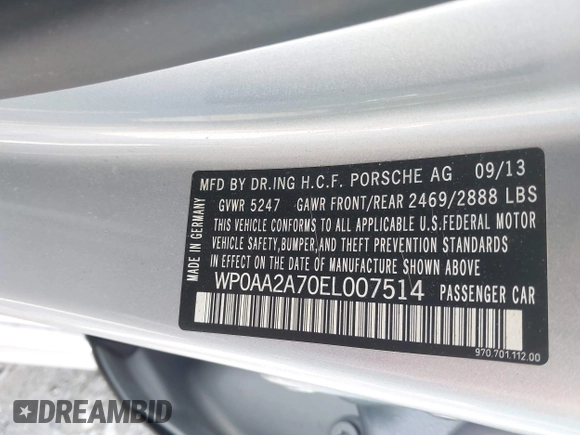 MFD BY DR.ING H.C.F. PORSCHE AG 09/13
GVWR 5247 GAWR FRONT/REAR 2469/2888 LBS
THIS VEHICLE CONFORMS TO ALL APPLICABLE U.S.FEDERAL MOTOR
VEHICLE SAFETY,BUMPER,AND THEFT PREVENTION STANDARDS
IN EFFECT ON THE DATE OF MANUFACTURE SHOWN ABOVE
WP0AA2A70EL007514 PASSENGER CAR
970.701.112.00
MADE IN GERMANY
DREAMBID